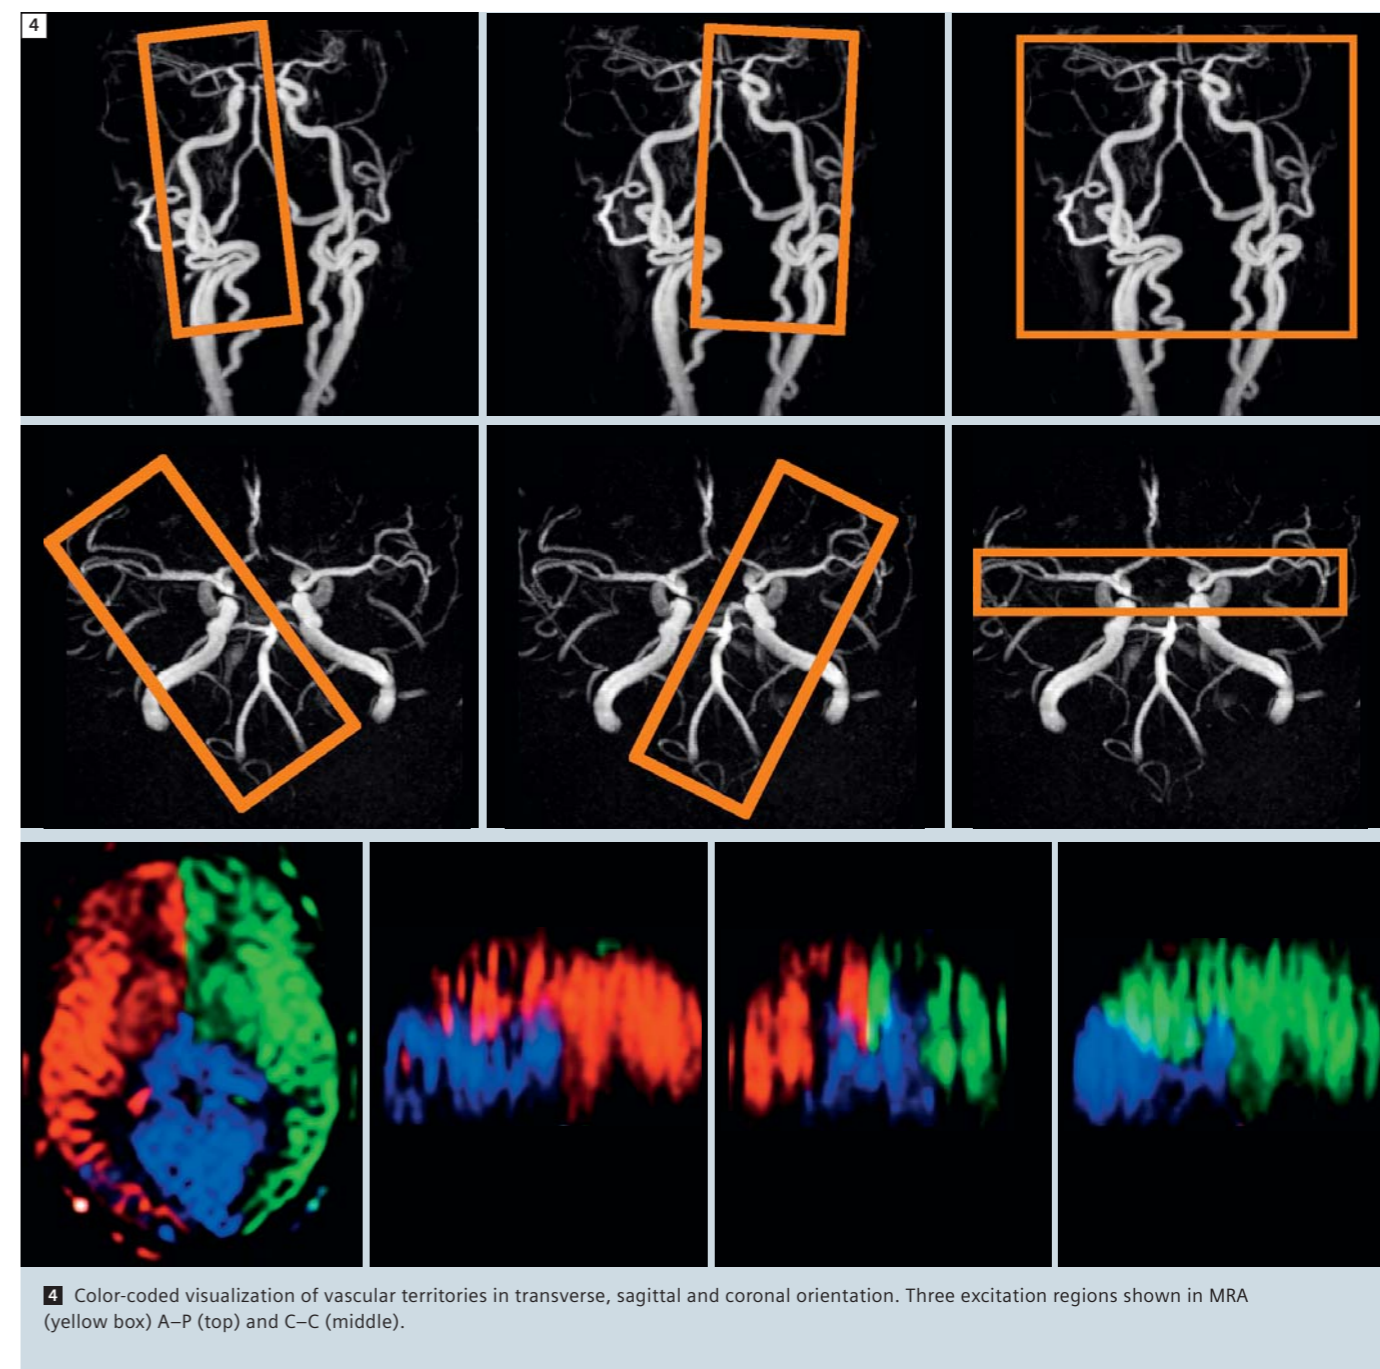 4
4 Color-coded visualization of vascular territories in transverse, sagittal and coronal orientation. Three excitation regions shown in MRA
(yellow box) A–P (top) and C–C (middle).